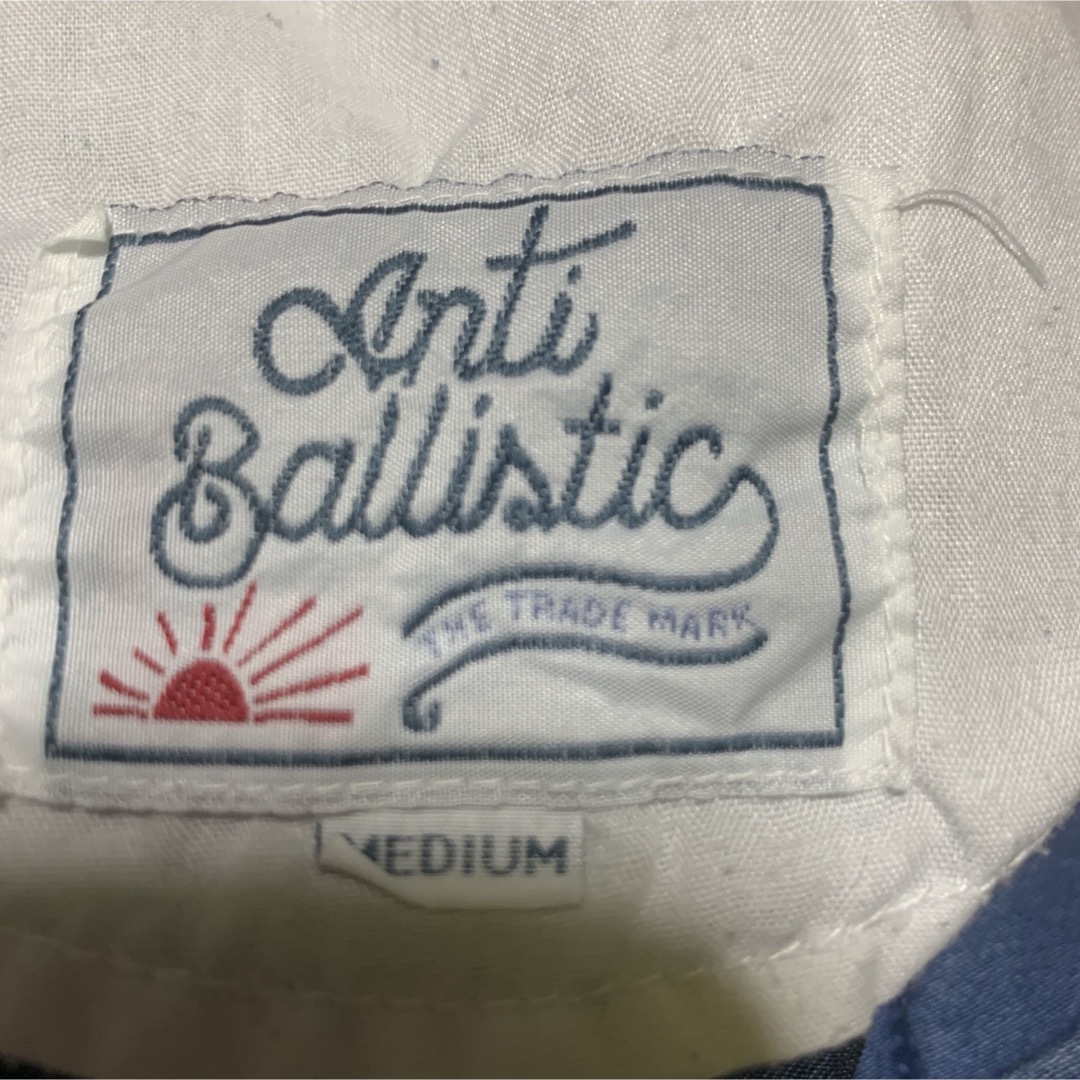 Anti
Ballistic
THE TRADE MARK
MEDIUM